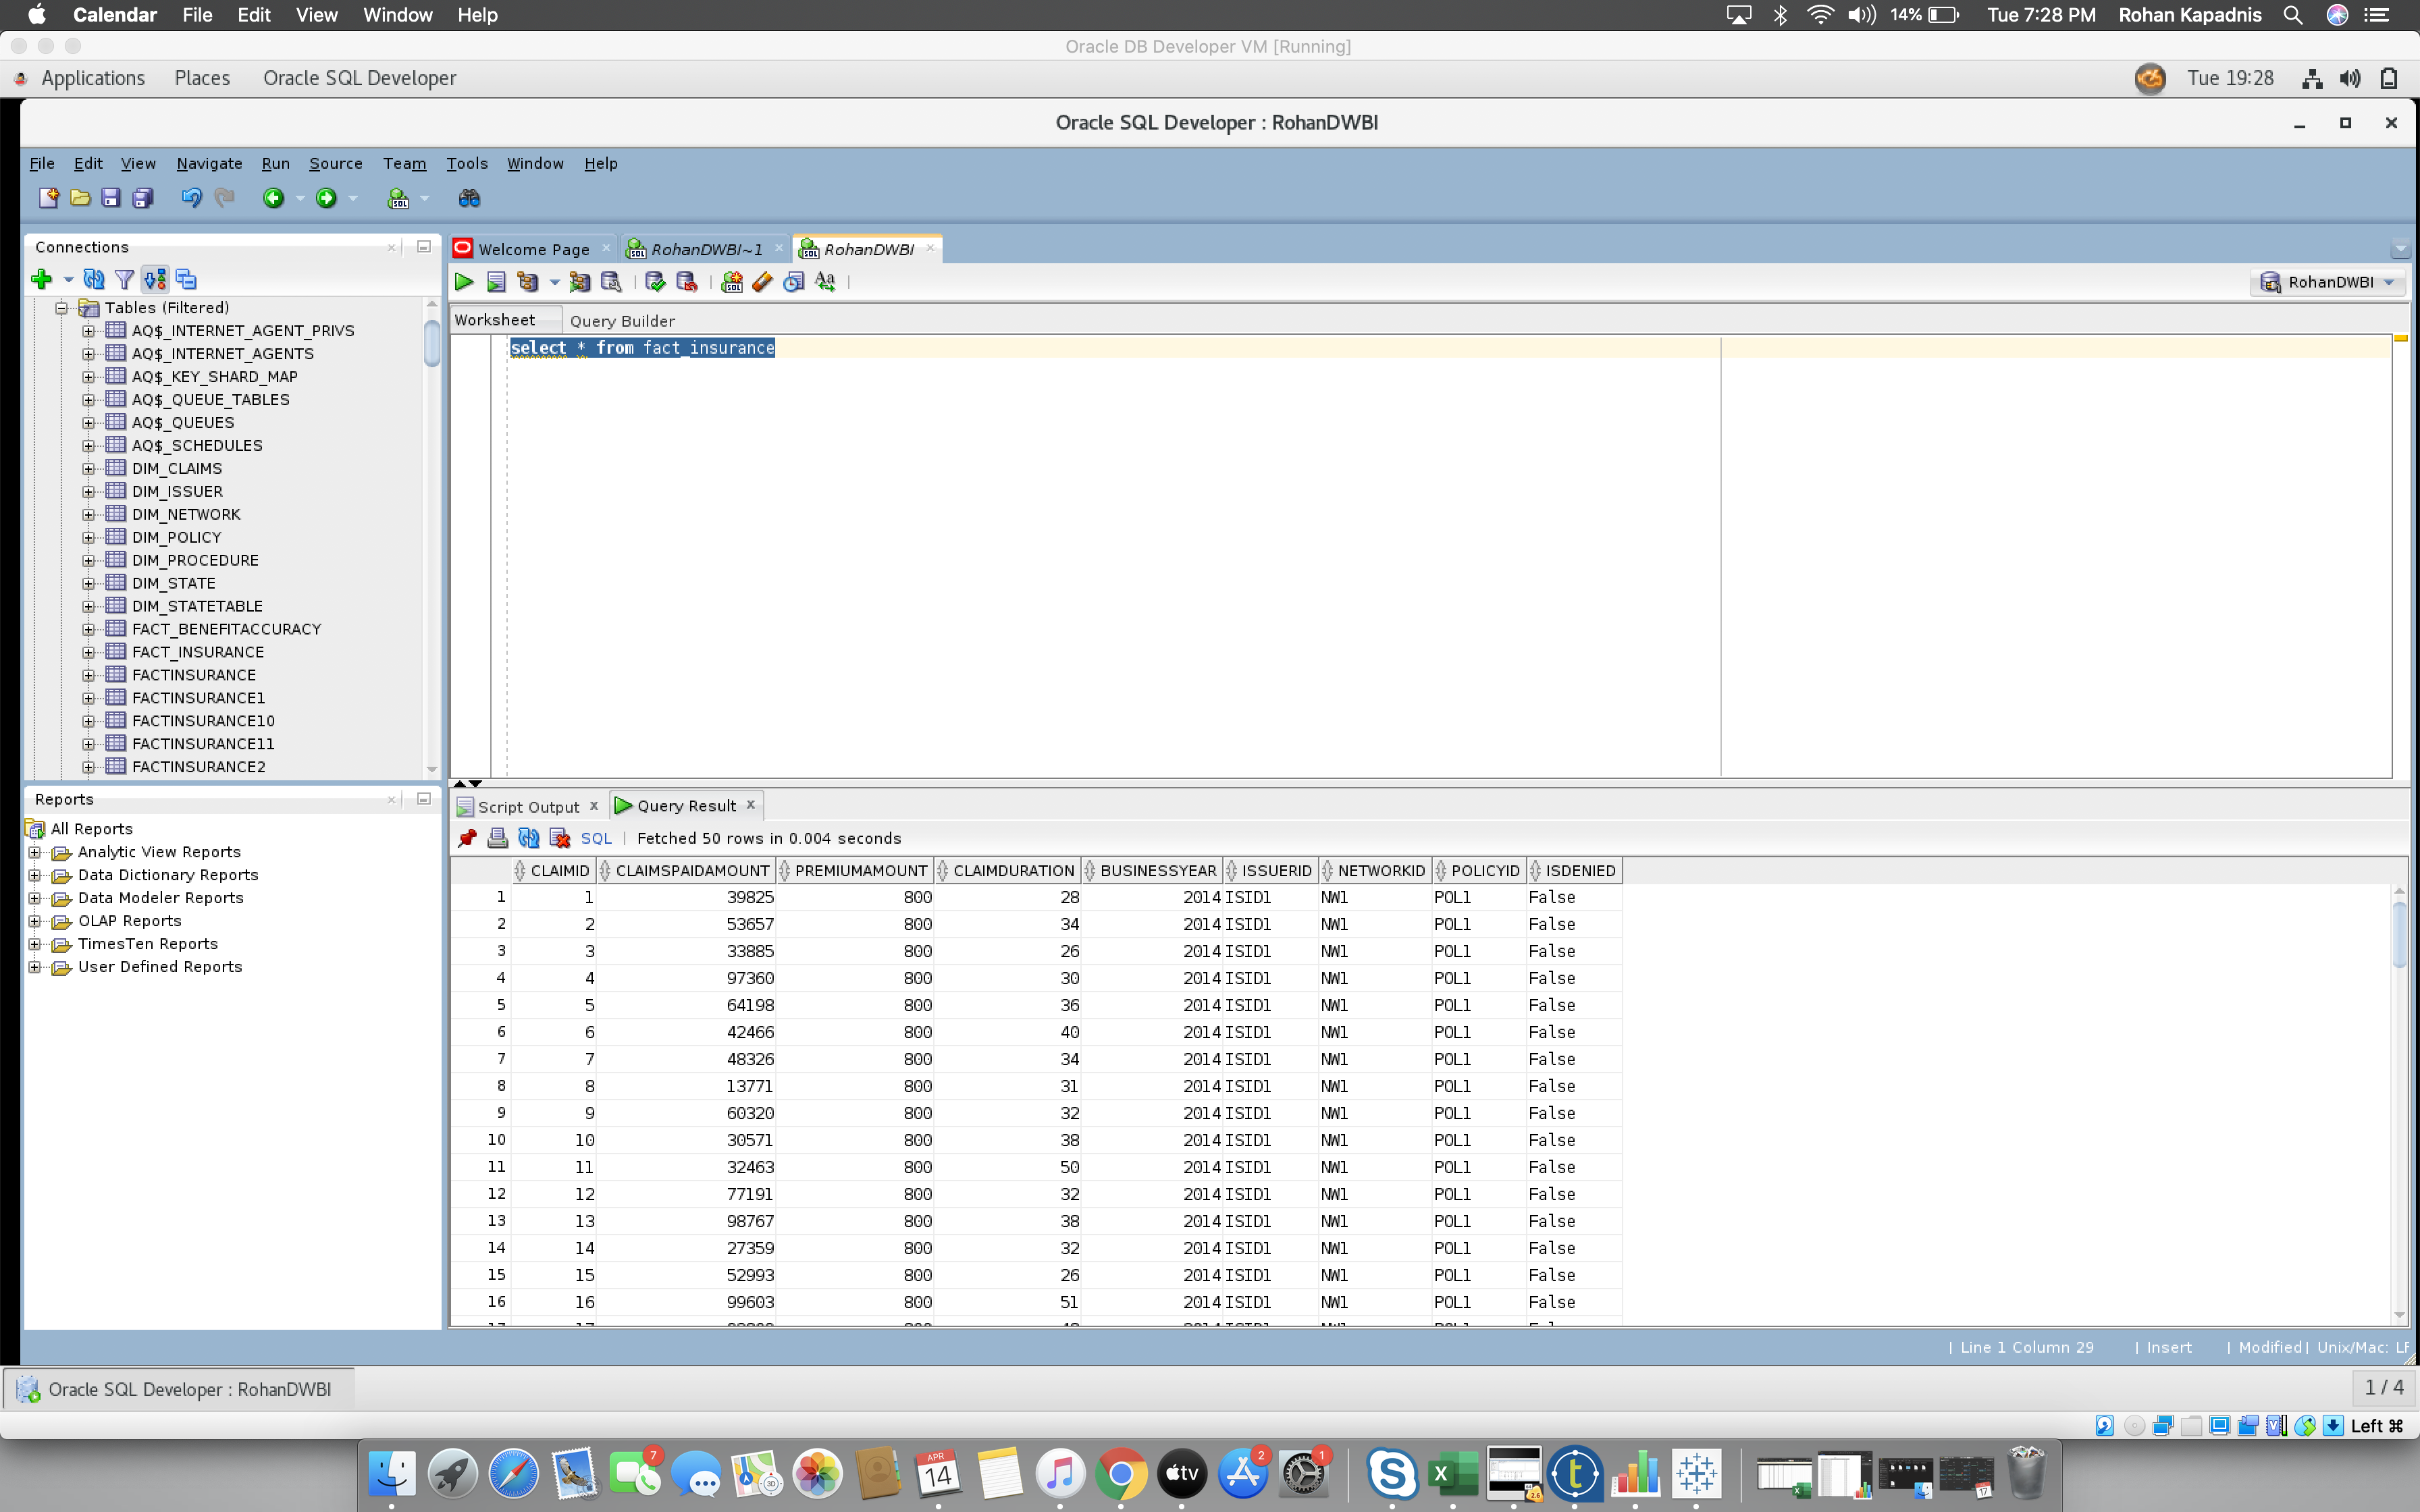 Calendar File Edit View Window Help 14% Tue 7:28 PM Rohan Kapadnis
Oracle DB Developer VM [Running]
Applications Places Oracle SQL Developer Tue 19:28
Oracle SQL Developer : RohanDWBI
File Edit View Navigate Run Source Team Tools Window Help
Connections
Welcome Page RohanDWBI~1 RohanDWBI
RohanDWBI
Worksheet Query Builder
select * from fact_insurance
Tables (Filtered)
AQ$_INTERNET_AGENT_PRIVS
AQ$_INTERNET_AGENTS
AQ$_KEY_SHARD_MAP
AQ$_QUEUE_TABLES
AQ$_QUEUES
AQ$_SCHEDULES
DIM_CLAIMS
DIM_ISSUER
DIM_NETWORK
DIM_POLICY
DIM_PROCEDURE
DIM_STATE
DIM_STATETABLE
FACT_BENEFITACCURACY
FACT_INSURANCE
FACTINSURANCE
FACTINSURANCE1
FACTINSURANCE10
FACTINSURANCE11
FACTINSURANCE2
Reports
All Reports
Analytic View Reports
Data Dictionary Reports
Data Modeler Reports
OLAP Reports
TimesTen Reports
User Defined Reports
Script Output x Query Result x
SQL | Fetched 50 rows in 0.004 seconds
CLAIMID CLAIMSPAIDAMOUNT PREMIUMAMOUNT CLAIMDURATION BUSINESSYEAR ISSUERID NETWORKID POLICYID ISDENIED
1 1 39825 800 28 2014 ISID1 NW1 POL1 False
2 2 53657 800 34 2014 ISID1 NW1 POL1 False
3 3 33885 800 26 2014 ISID1 NW1 POL1 False
4 4 97360 800 30 2014 ISID1 NW1 POL1 False
5 5 64198 800 36 2014 ISID1 NW1 POL1 False
6 6 42466 800 40 2014 ISID1 NW1 POL1 False
7 7 48326 800 34 2014 ISID1 NW1 POL1 False
8 8 13771 800 31 2014 ISID1 NW1 POL1 False
9 9 60320 800 32 2014 ISID1 NW1 POL1 False
10 10 30571 800 38 2014 ISID1 NW1 POL1 False
11 11 32463 800 50 2014 ISID1 NW1 POL1 False
12 12 77191 800 32 2014 ISID1 NW1 POL1 False
13 13 98767 800 38 2014 ISID1 NW1 POL1 False
14 14 27359 800 32 2014 ISID1 NW1 POL1 False
15 15 52993 800 26 2014 ISID1 NW1 POL1 False
16 16 99603 800 51 2014 ISID1 NW1 POL1 False
| Line 1 Column 29 | Insert | Modified | Unix/Mac: LF
Oracle SQL Developer : RohanDWBI 1 / 4
Left ⌘
7 APR 14 tv 2 1 S X t 17